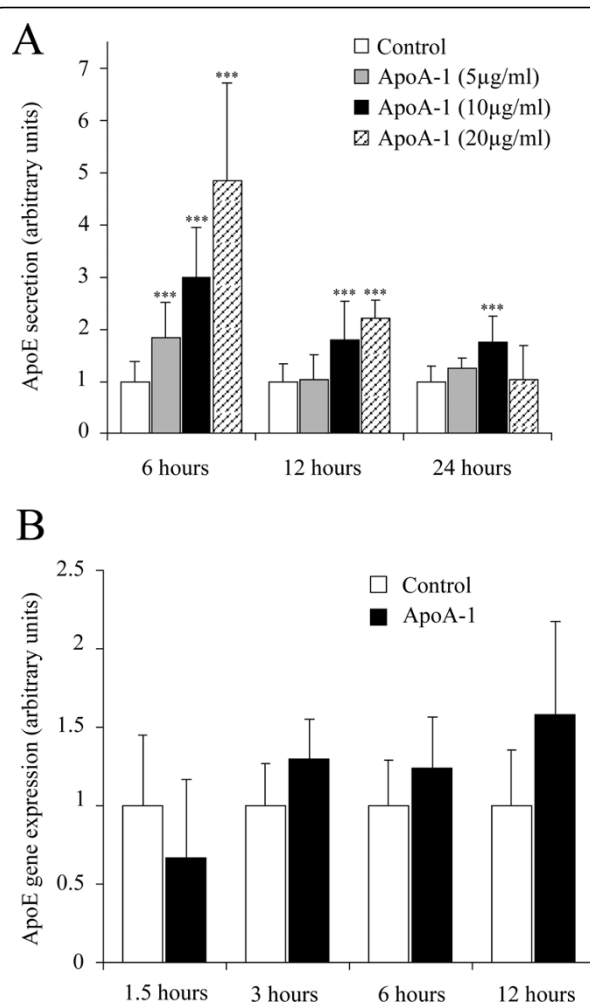 A
Control
ApoA-1 (5µg/ml)
ApoA-1 (10µg/ml)
ApoA-1 (20µg/ml)
ApoE secretion (arbitrary units)
7
6
5
4
3
2
1
0
***
***
***
***
***
***
6 hours
12 hours
24 hours
B
Control
ApoA-1
ApoE gene expression (arbitrary units)
2.5
2
1.5
1
0.5
0
1.5 hours
3 hours
6 hours
12 hours